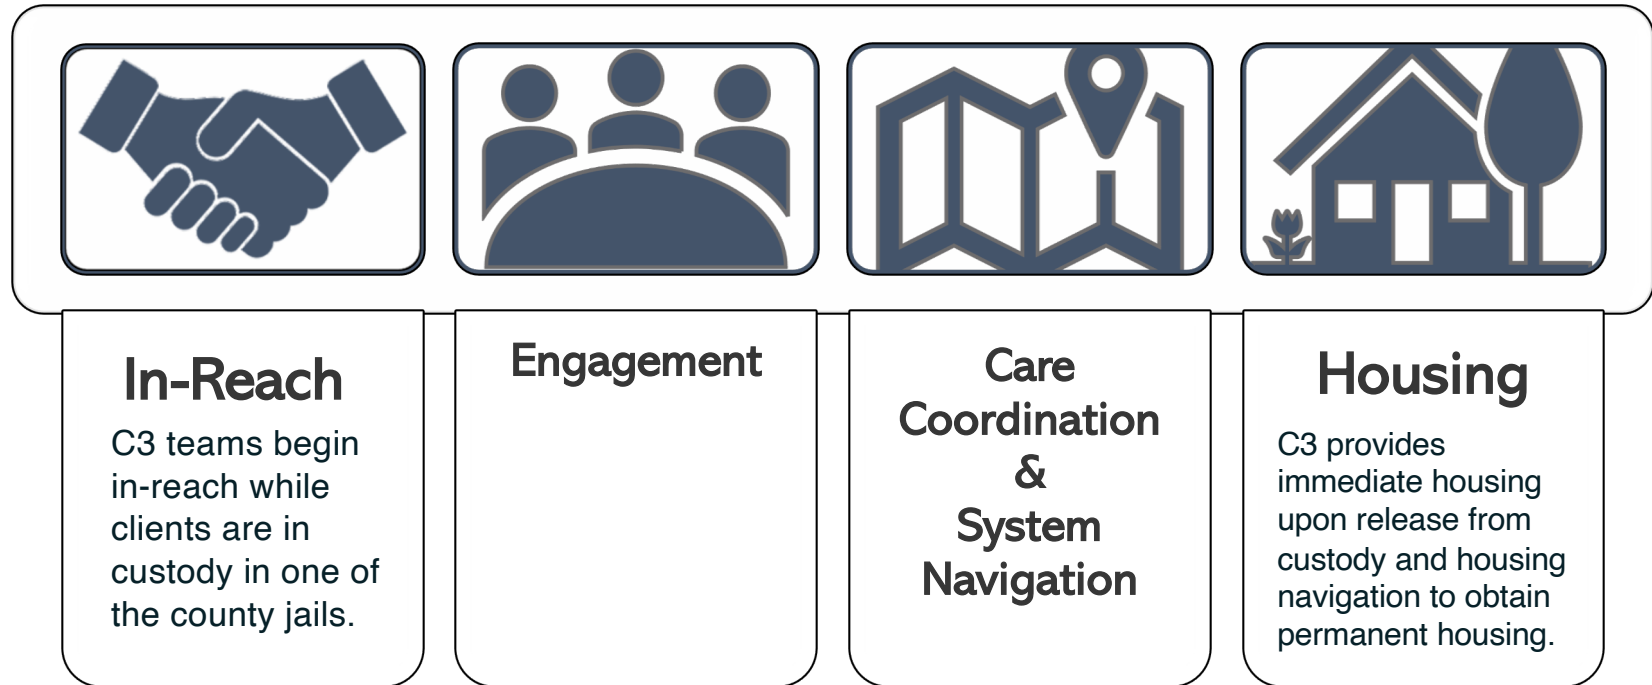 In-Reach
C3 teams begin
in-reach while
clients are in
custody in one of
the county jails.
Engagement
Care
Coordination
&
System
Navigation
Housing
C3 provides
immediate housing
upon release from
custody and housing
navigation to obtain
permanent housing.